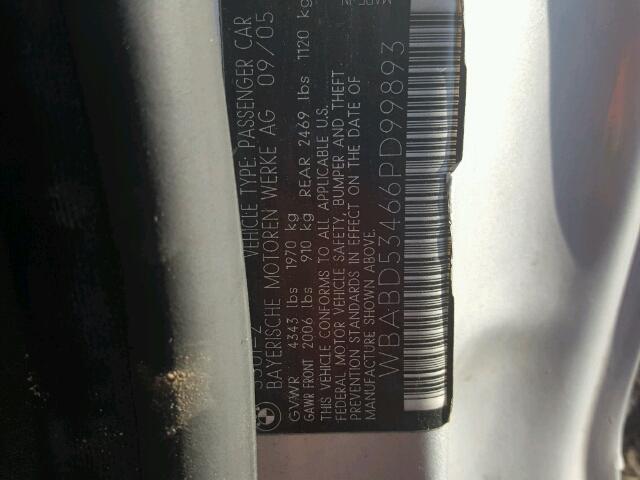 VEHICLE TYPE: PASSENGER CAR
BAYERISCHE MOTOREN WERKE AG 09/05
GVWR 4343 lbs 1970 kg
GAWR FRONT 2006 lbs 910 kg REAR 2469 lbs 1120 kg
THIS VEHICLE CONFORMS TO ALL APPLICABLE U.S.
FEDERAL MOTOR VEHICLE SAFETY, BUMPER AND THEFT
PREVENTION STANDARDS IN EFFECT ON THE DATE OF
MANUFACTURE SHOWN ABOVE.
WBABD53466PD99893